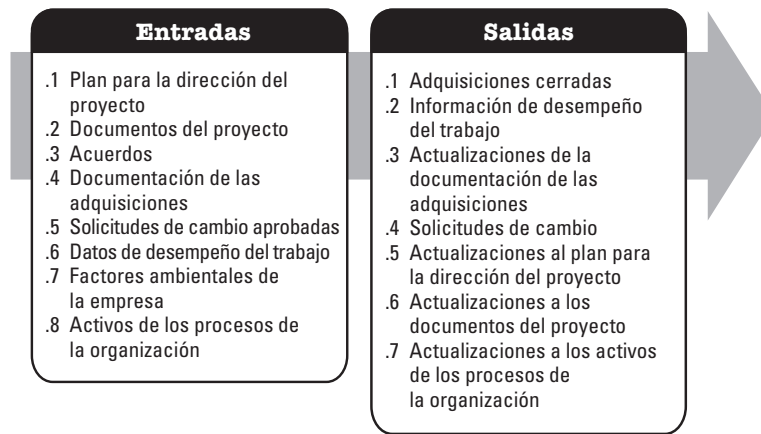 Entradas
.1 Plan para la dirección del
proyecto
.2 Documentos del proyecto
.3 Acuerdos
.4 Documentación de las
adquisiciones
.5 Solicitudes de cambio aprobadas
.6 Datos de desempeño del trabajo
.7 Factores ambientales de
la empresa
.8 Activos de los procesos de
la organización
Salidas
.1 Adquisiciones cerradas
.2 Información de desempeño
del trabajo
.3 Actualizaciones de la
documentación de las
adquisiciones
.4 Solicitudes de cambio
.5 Actualizaciones al plan para
la dirección del proyecto
.6 Actualizaciones a los
documentos del proyecto
.7 Actualizaciones a los activos
de los procesos de
la organización